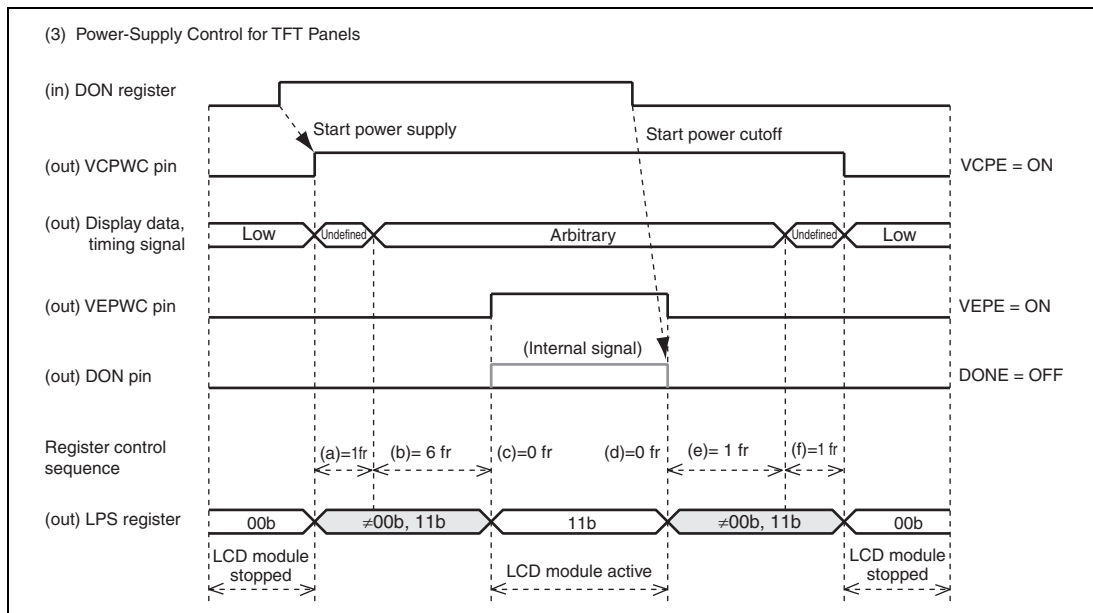 (3) Power-Supply Control for TFT Panels
(in) DON register
Start power supply
Start power cutoff
(out) VCPWC pin
VCPE = ON
(out) Display data,
timing signal
Low
Undefined
Arbitrary
Undefined
Low
(out) VEPWC pin
VEPE = ON
(Internal signal)
(out) DON pin
DONE = OFF
Register control
sequence
(a)=1fr
(b)= 6 fr
(c)=0 fr
(d)=0 fr
(e)= 1 fr
(f)=1 fr
(out) LPS register
00b
≠00b, 11b
11b
≠00b, 11b
00b
LCD module
stopped
LCD module active
LCD module
stopped